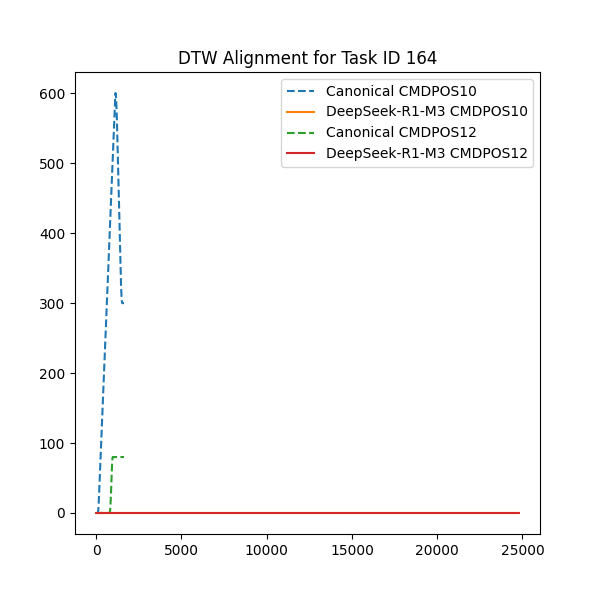 DTW Alignment for Task ID 164
Canonical CMDPOS10
DeepSeek-R1-M3 CMDPOS10
Canonical CMDPOS12
DeepSeek-R1-M3 CMDPOS12
600
500
400
300
200
100
0
0 5000 10000 15000 20000 25000